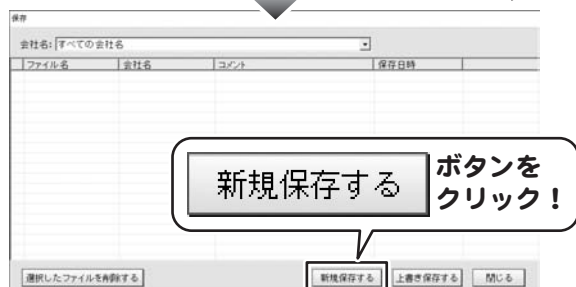 保存
会社名: すべての会社名
ファイル名 会社名 コメント 保存日時
新規保存する
ボタンを
クリック！
選択したファイルを削除する 新規保存する 上書き保存する 閉じる